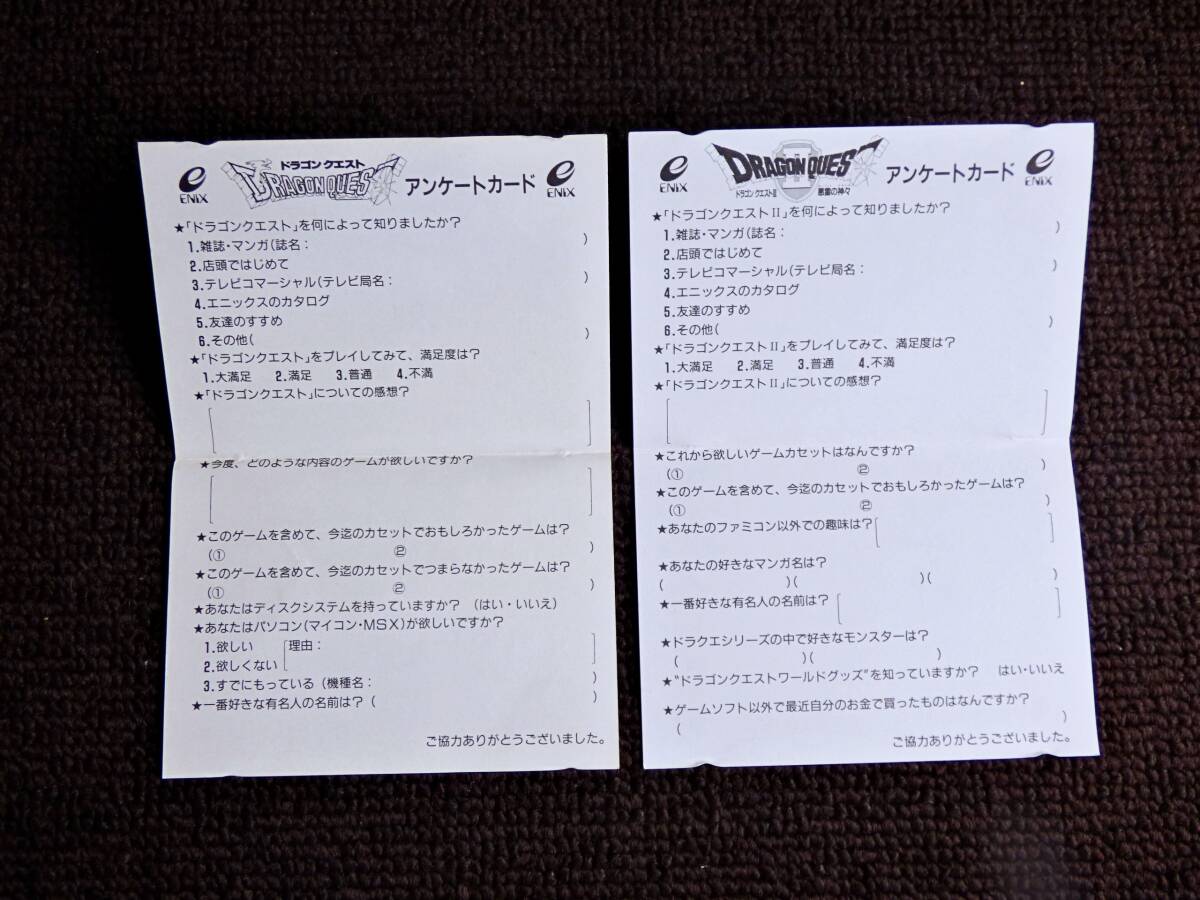 ENIX
ドラゴン クエスト
DRAGON QUEST
アンケートカード
ENIX
★「ドラゴンクエスト」を何によって知りましたか？
1.雑誌・マンガ(誌名： )
2.店頭ではじめて
3.テレビコマーシャル(テレビ局名： )
4.エニックスのカタログ
5.友達のすすめ
6.その他( )
★「ドラゴンクエスト」をプレイしてみて、満足度は？
1.大満足 2.満足 3.普通 4.不満
★「ドラゴンクエスト」についての感想？
★今度、どのような内容のゲームが欲しいですか？
★このゲームを含めて、今迄のカセットでおもしろかったゲームは？
(① ② )
★このゲームを含めて、今迄のカセットでつまらなかったゲームは？
(① ② )
★あなたはディスクシステムを持っていますか？ (はい・いいえ)
★あなたはパソコン(マイコン・MSX)が欲しいですか？
1.欲しい 理由：
2.欲しくない
3.すでにもっている (機種名： )
★一番好きな有名人の名前は？ ( )
ご協力ありがとうございました。
ENIX
DRAGON QUEST II
ドラゴンクエストII 悪霊の神々
アンケートカード
ENIX
★「ドラゴンクエストII」を何によって知りましたか？
1.雑誌・マンガ(誌名： )
2.店頭ではじめて
3.テレビコマーシャル(テレビ局名： )
4.エニックスのカタログ
5.友達のすすめ
6.その他( )
★「ドラゴンクエストII」をプレイしてみて、満足度は？
1.大満足 2.満足 3.普通 4.不満
★「ドラゴンクエストII」についての感想？
★これから欲しいゲームカセットはなんですか？
(① ② )
★このゲームを含めて、今迄のカセットでおもしろかったゲームは？
(① ② )
★あなたのファミコン以外での趣味は？
★あなたの好きなマンガ名は？
( )( )( )
★一番好きな有名人の名前は？
★ドラクエシリーズの中で好きなモンスターは？
( )( )
★“ドラゴンクエストワールドグッズ”を知っていますか？ はい・いいえ
★ゲームソフト以外で最近自分のお金で買ったものはなんですか？
( )
ご協力ありがとうございました。